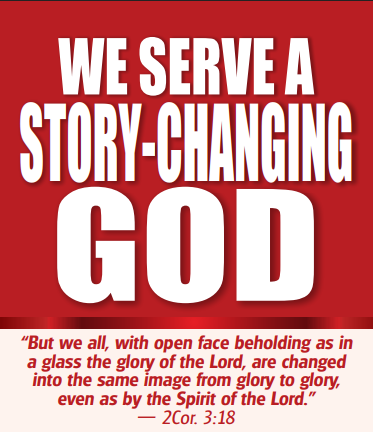 WE SERVE A
STORY-CHANGING
GOD
“But we all, with open face beholding as in
a glass the glory of the Lord, are changed
into the same image from glory to glory,
even as by the Spirit of the Lord.”
— 2Cor. 3:18